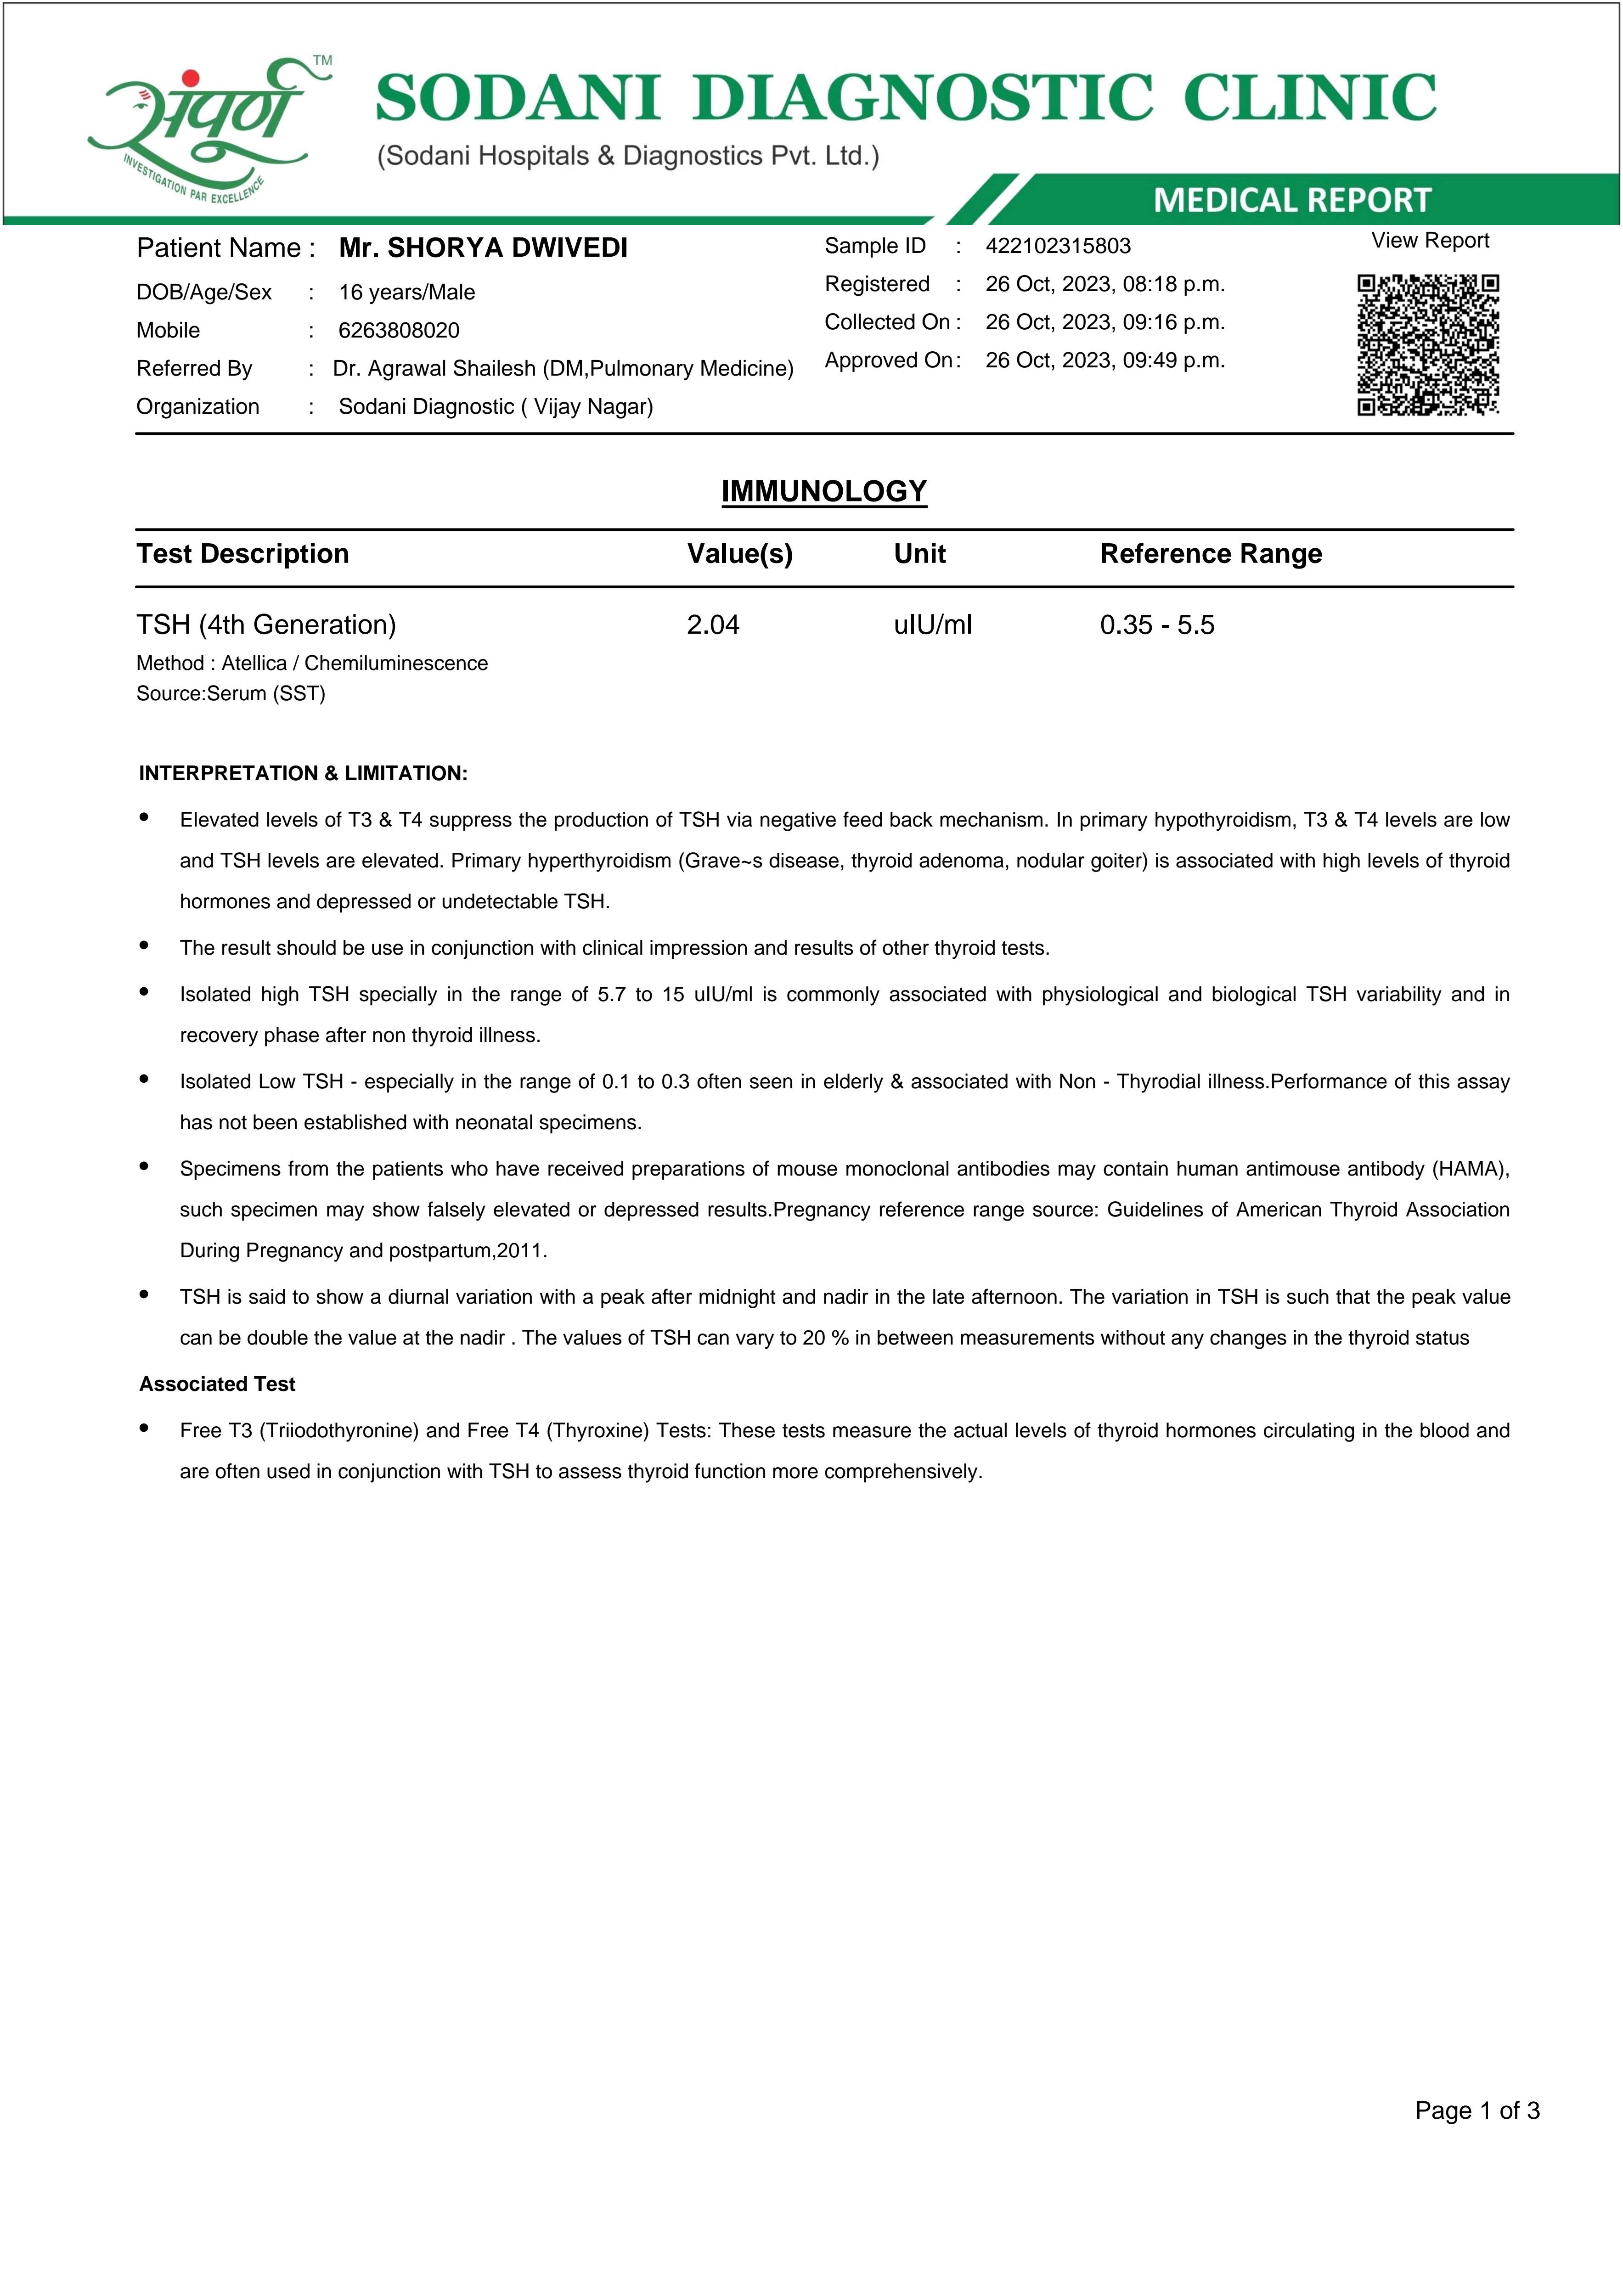 संपूर्ण TM
INVESTIGATION PAR EXCELLENCE
SODANI DIAGNOSTIC CLINIC
(Sodani Hospitals & Diagnostics Pvt. Ltd.)
MEDICAL REPORT
Patient Name : Mr. SHORYA DWIVEDI
DOB/Age/Sex : 16 years/Male
Mobile : 6263808020
Referred By : Dr. Agrawal Shailesh (DM,Pulmonary Medicine)
Organization : Sodani Diagnostic ( Vijay Nagar)
Sample ID : 422102315803
Registered : 26 Oct, 2023, 08:18 p.m.
Collected On : 26 Oct, 2023, 09:16 p.m.
Approved On : 26 Oct, 2023, 09:49 p.m.
View Report
IMMUNOLOGY
Test Description Value(s) Unit Reference Range
TSH (4th Generation) 2.04 uIU/ml 0.35 - 5.5
Method : Atellica / Chemiluminescence
Source:Serum (SST)
INTERPRETATION & LIMITATION:
• Elevated levels of T3 & T4 suppress the production of TSH via negative feed back mechanism. In primary hypothyroidism, T3 & T4 levels are low
and TSH levels are elevated. Primary hyperthyroidism (Grave~s disease, thyroid adenoma, nodular goiter) is associated with high levels of thyroid
hormones and depressed or undetectable TSH.
• The result should be use in conjunction with clinical impression and results of other thyroid tests.
• Isolated high TSH specially in the range of 5.7 to 15 uIU/ml is commonly associated with physiological and biological TSH variability and in
recovery phase after non thyroid illness.
• Isolated Low TSH - especially in the range of 0.1 to 0.3 often seen in elderly & associated with Non - Thyrodial illness.Performance of this assay
has not been established with neonatal specimens.
• Specimens from the patients who have received preparations of mouse monoclonal antibodies may contain human antimouse antibody (HAMA),
such specimen may show falsely elevated or depressed results.Pregnancy reference range source: Guidelines of American Thyroid Association
During Pregnancy and postpartum,2011.
• TSH is said to show a diurnal variation with a peak after midnight and nadir in the late afternoon. The variation in TSH is such that the peak value
can be double the value at the nadir . The values of TSH can vary to 20 % in between measurements without any changes in the thyroid status
Associated Test
• Free T3 (Triiodothyronine) and Free T4 (Thyroxine) Tests: These tests measure the actual levels of thyroid hormones circulating in the blood and
are often used in conjunction with TSH to assess thyroid function more comprehensively.
Page 1 of 3